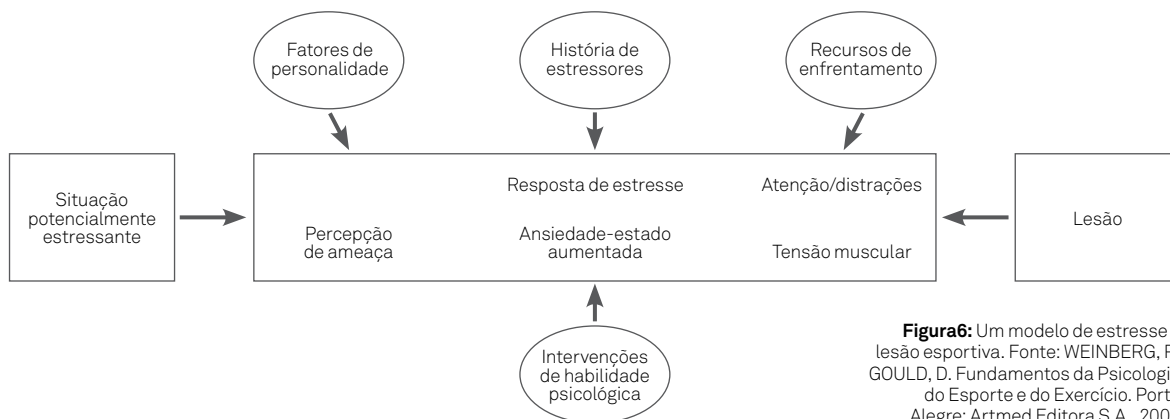 Fatores de
personalidade
História de
estressores
Recursos de
enfrentamento
Situação
potencialmente
estressante
Resposta de estresse
Atenção/distrações
Percepção
de ameaça
Ansiedade-estado
aumentada
Tensão muscular
Lesão
Intervenções
de habilidade
psicológica
Figura6: Um modelo de estresse
lesão esportiva. Fonte: WEINBERG,
GOULD, D. Fundamentos da
do Esporte e do Exercício.
Alegre: Artmed Editora S.A.,